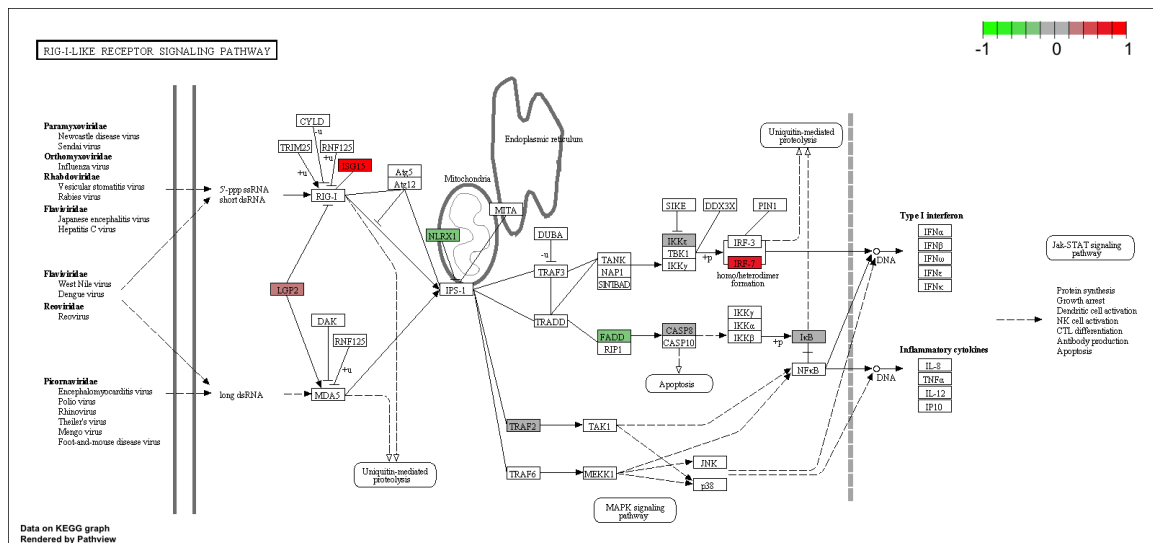 -1 0 1
RIG-I-LIKE RECEPTOR SIGNALING PATHWAY
Paramyxoviridae
Newcastle disease virus
Sendai virus
Orthomyxoviridae
Influenza virus
Rhabdoviridae
Vesicular stomatitis virus
Rabies virus
Flaviviridae
Japanese encephalitis virus
Hepatitis C virus
Flaviviridae
West Nile virus
Dengue virus
Reoviridae
Reovirus
Picornaviridae
Encephalomyocarditis virus
Polio virus
Rhinovirus
Theiler's virus
Mengo virus
Foot-and-mouse disease virus
5'-ppp ssRNA
short dsRNA
long dsRNA
CYLD
-u
TRIM25
RNF125
+u
+u
ISG15
RIG-I
LGP2
DAK
RNF125
+u
MDA5
Uniquitin-mediated
proteolysis
Atg5
Atg12
Mitochondria
Endoplasmic reticulum
NLRX1
MITA
IPS-1
DUBA
-u
TRAF3
TRADD
TANK
NAP1
SINTBAD
FADD
RIP1
TRAF2
TRAF6
TAK1
MEKK1
SIKE
DDX3X
PIN1
IKKε
TBK1
IKKγ
+p
IRF-3
IRF-7
homo/heterodimer
formation
Uniquitin-mediated
proteolysis
CASP8
CASP10
Apoptosis
IKKγ
IKKα
IKKβ
+p
IκB
NFκB
JNK
p38
MAPK signaling
pathway
DNA
DNA
Type I interferon
IFNα
IFNβ
IFNω
IFNε
IFNκ
Inflammatory cytokines
IL-8
TNFα
IL-12
IP10
Jak-STAT signaling
pathway
Protein synthesis
Growth arrest
Dendritic cell activation
NK cell activation
CTL differentiation
Antibody production
Apoptosis
Data on KEGG graph
Rendered by Pathview